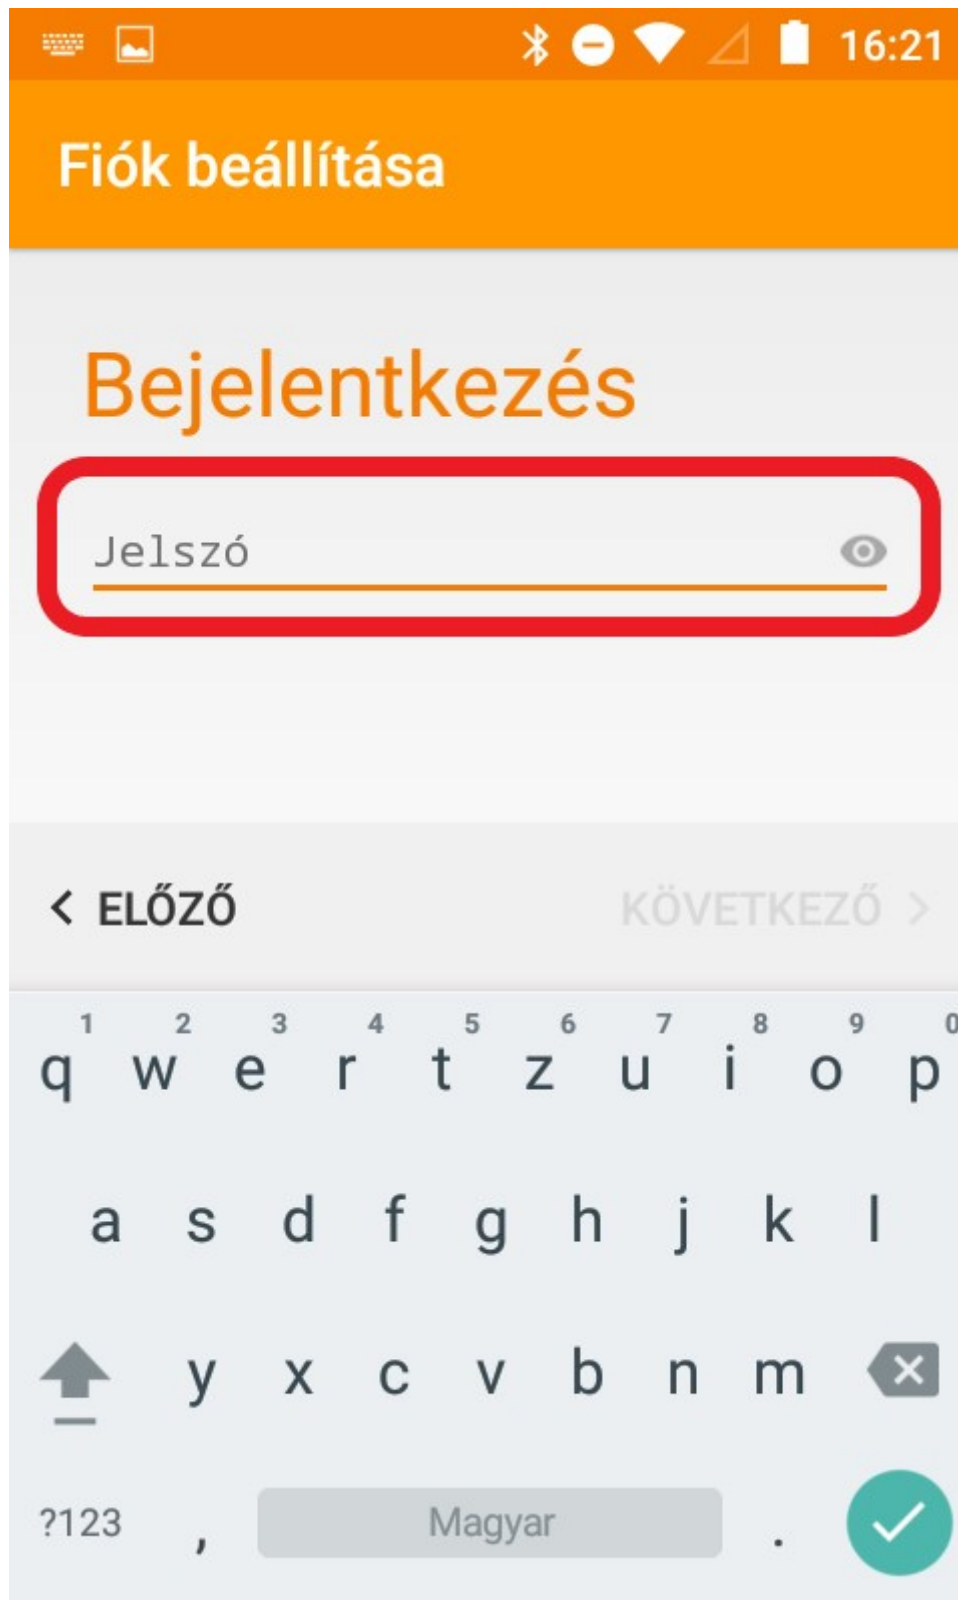 16:21
Fiók beállítása
Bejelentkezés
Jelszó
< ELŐZŐ KÖVETKEZŐ >
1 2 3 4 5 6 7 8 9 0
q w e r t z u i o p
a s d f g h j k l
y x c v b n m
?123 , Magyar .